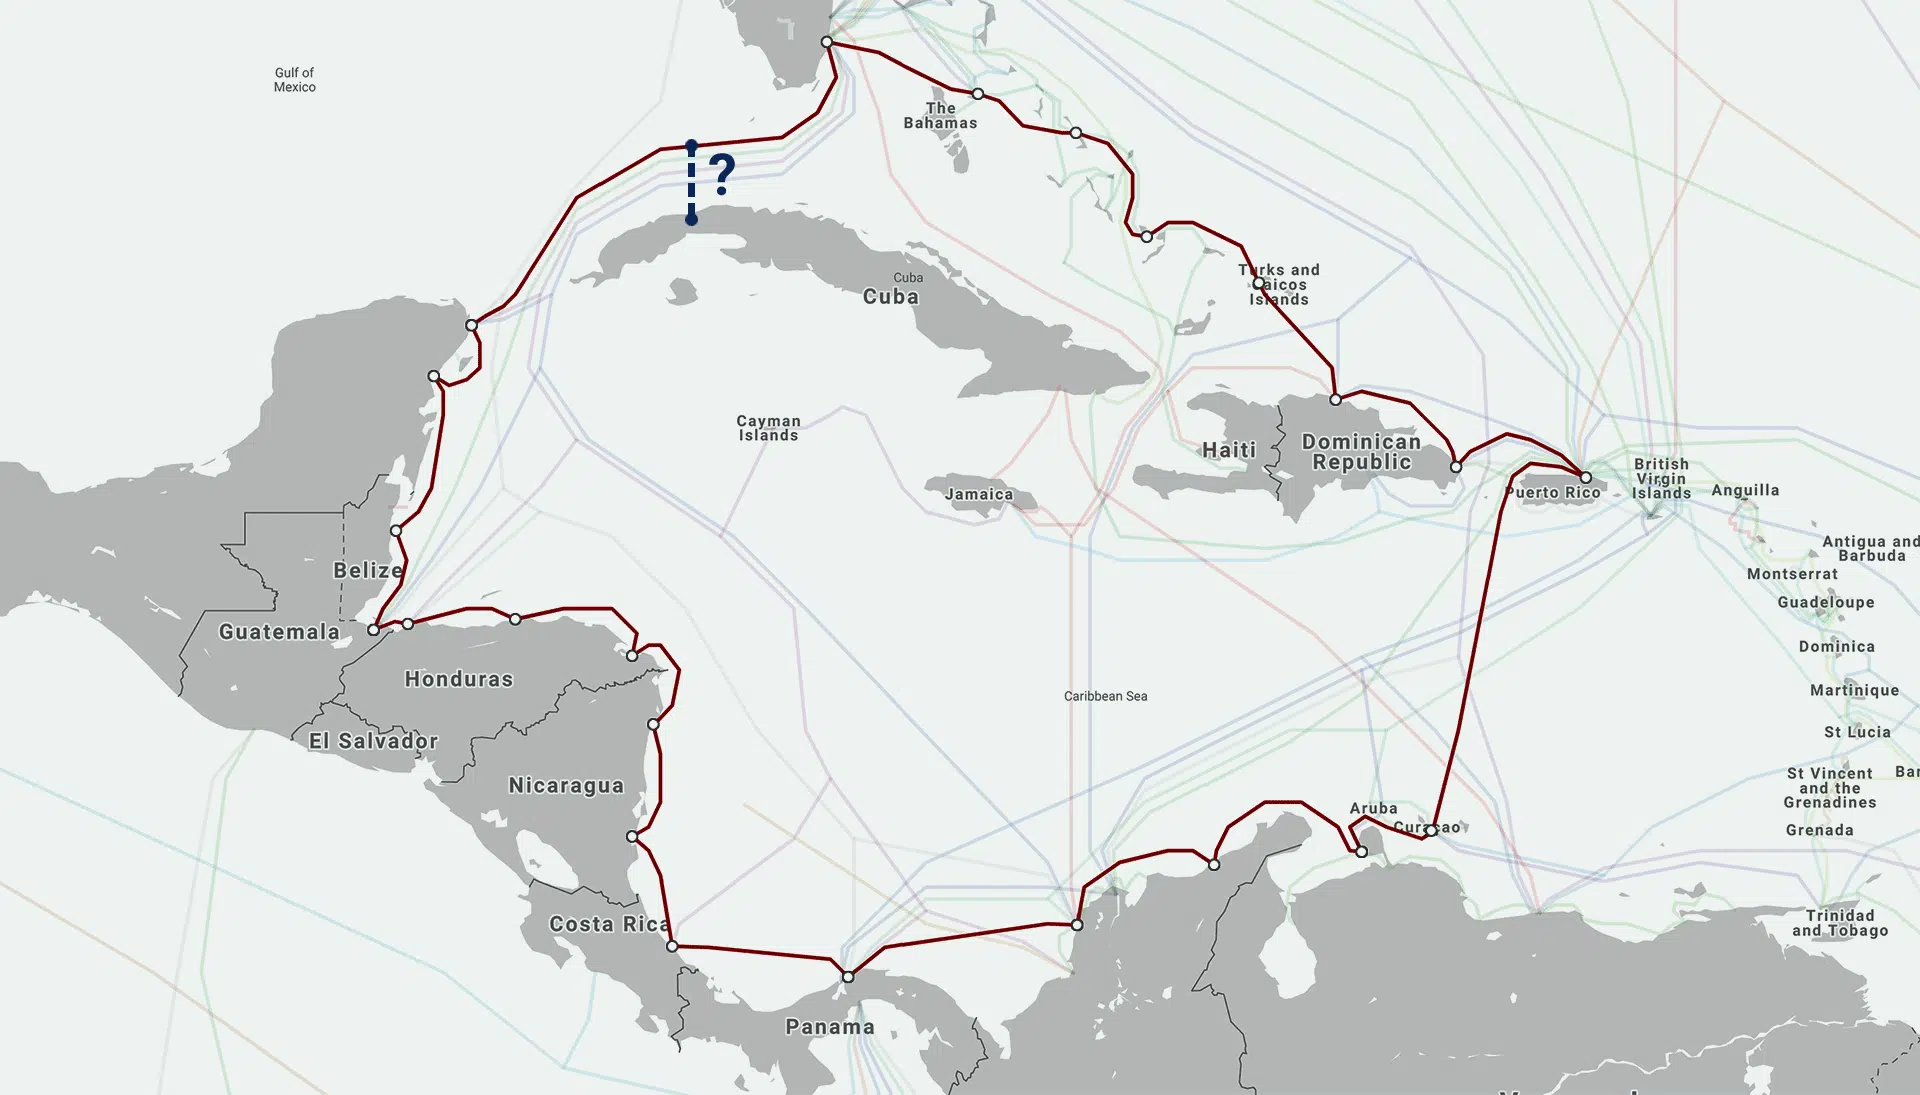 Gulf of
Mexico
The
Bahamas
?
Turks and
Caicos
Islands
Cuba
Cuba
Cayman
Islands
Haiti
Dominican
Republic
Jamaica
Puerto Rico
British
Virgin
Islands
Anguilla
Antigua and
Barbuda
Montserrat
Guadeloupe
Dominica
Martinique
St Lucia
St Vincent
and the
Grenadines
Bar
Grenada
Trinidad
and Tobago
Belize
Guatemala
Honduras
El Salvador
Nicaragua
Caribbean Sea
Aruba
Curacao
Costa Rica
Panama